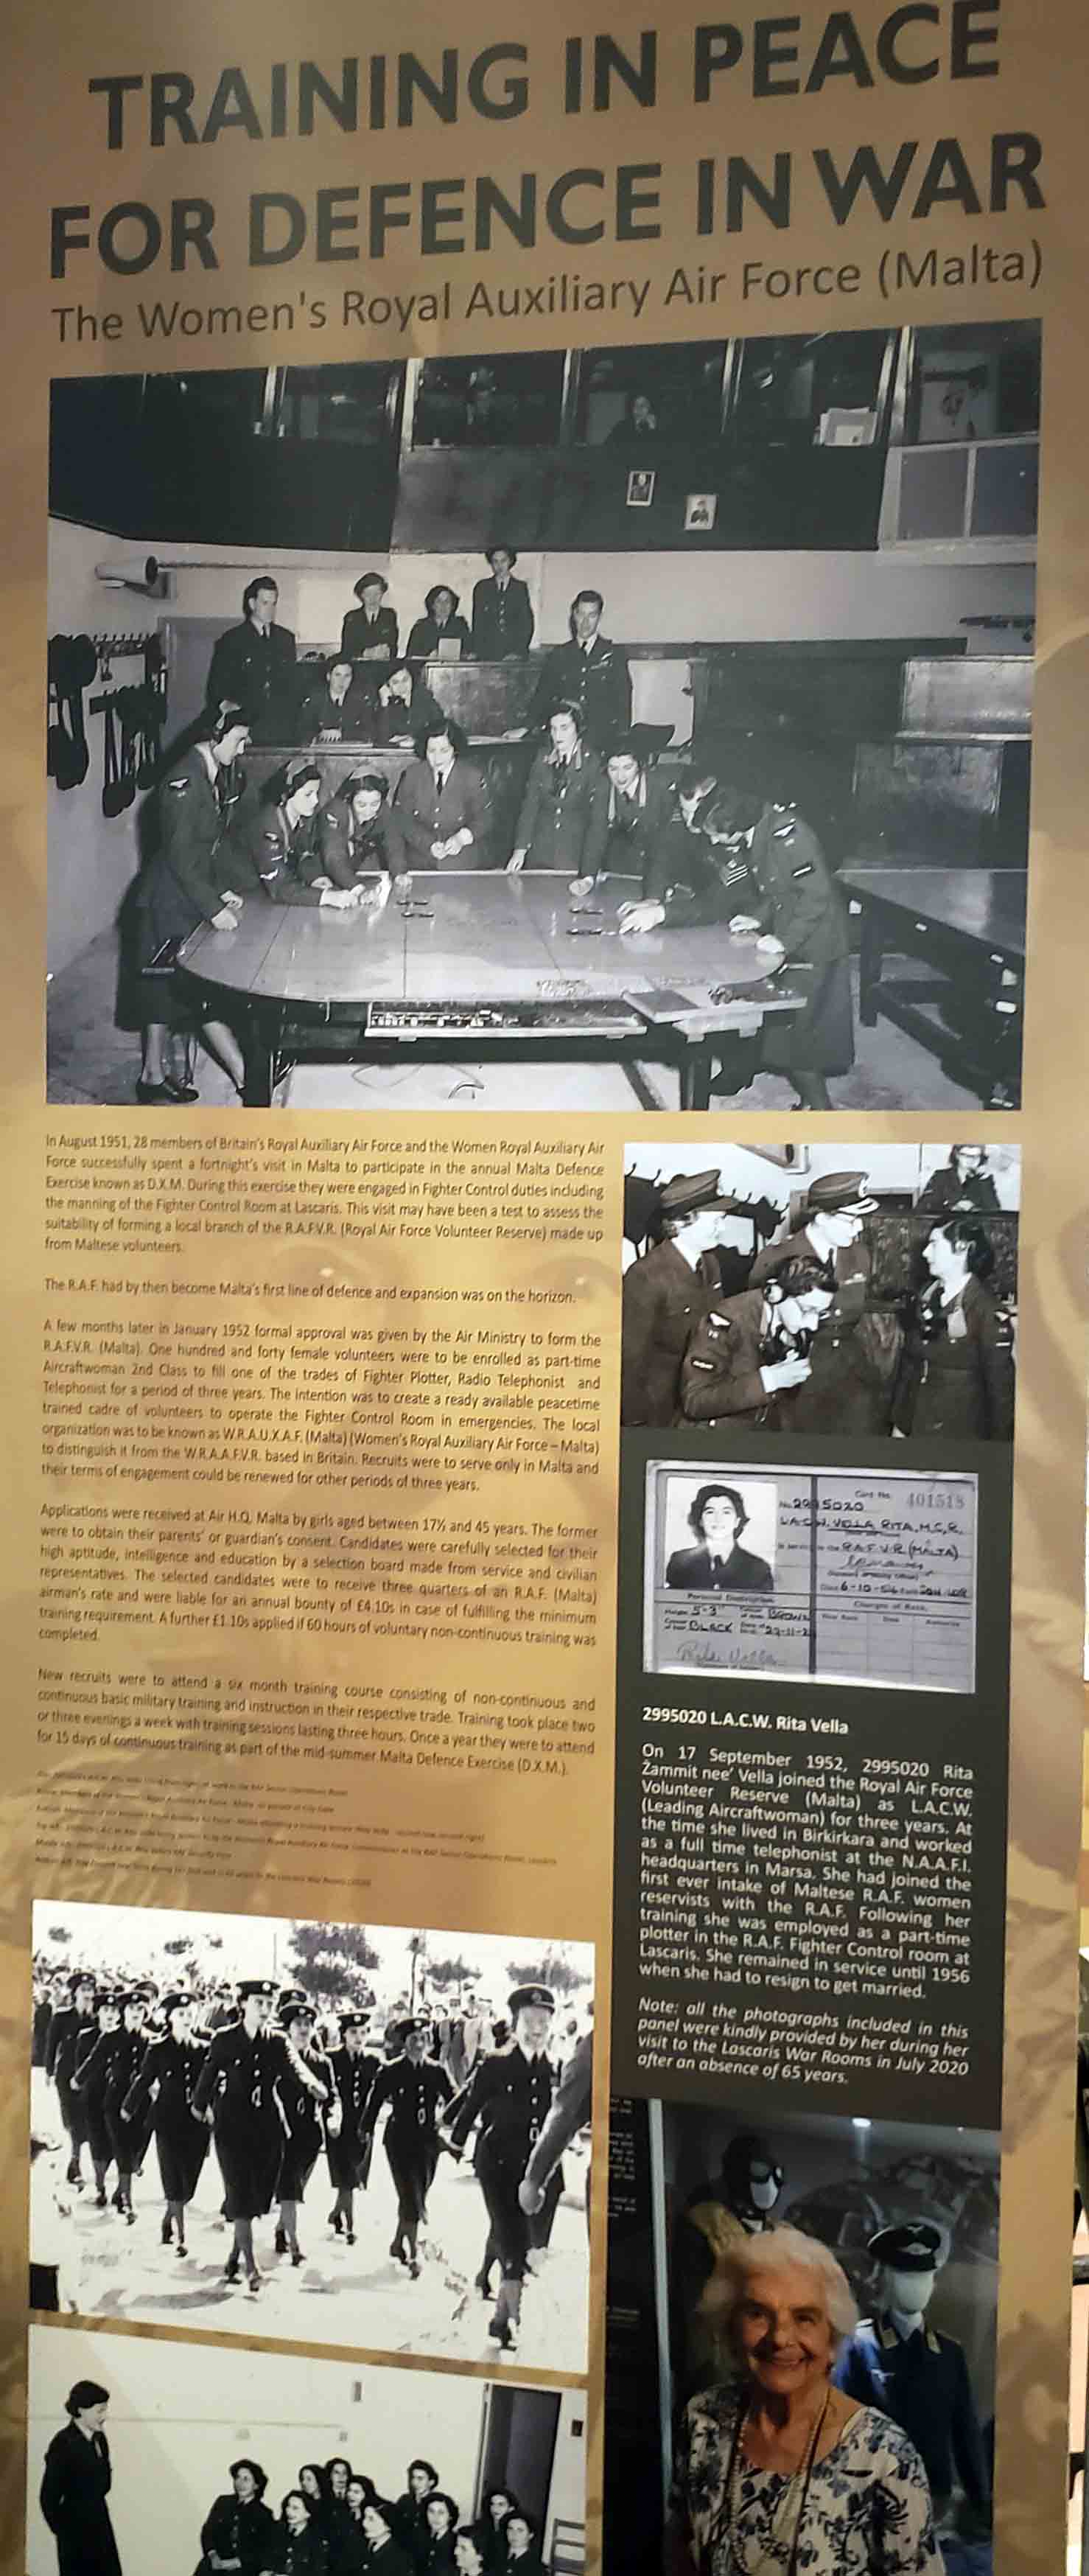 TRAINING IN PEACE
FOR DEFENCE IN WAR
The Women's Royal Auxiliary Air Force (Malta)
In August 1951, 28 members of Britain's Royal Auxiliary Air Force and the Women Royal Auxiliary Air
Force successfully spent a fortnight's visit in Malta to participate in the annual Malta Defence
Exercise known as D.X.M. During this exercise they were engaged in Fighter Control duties including
the manning of the Fighter Control Room at Lascaris. This visit may have been a test to assess the
suitability of forming a local branch of the R.A.F.V.R. (Royal Air Force Volunteer Reserve) made up
from Maltese volunteers.
The R.A.F. had by then become Malta's first line of defence and expansion was on the horizon.
A few months later in January 1952 formal approval was given by the Air Ministry to form the
R.A.F.V.R. (Malta). One hundred and forty female volunteers were to be enrolled as part-time
Aircraftwoman 2nd Class to fill one of the trades of Fighter Plotter, Radio Telephonist and
Telephonist for a period of three years. The intention was to create a ready available peacetime
trained cadre of volunteers to operate the Fighter Control Room in emergencies. The local
organization was to be known as W.R.A.U.X.A.F. (Malta) (Women's Royal Auxiliary Air Force – Malta)
to distinguish it from the W.R.A.A.F.V.R. based in Britain. Recruits were to serve only in Malta and
their terms of engagement could be renewed for other periods of three years.
Applications were received at Air H.Q. Malta by girls aged between 17½ and 45 years. The former
were to obtain their parents' or guardian's consent. Candidates were carefully selected for their
high aptitude, intelligence and education by a selection board made from service and civilian
representatives. The selected candidates were to receive three quarters of an R.A.F. (Malta)
airman's rate and were liable for an annual bounty of £4.10s in case of fulfilling the minimum
training requirement. A further £1.10s applied if 60 hours of voluntary non-continuous training was
completed.
New recruits were to attend a six month training course consisting of non-continuous and
continuous basic military training and instruction in their respective trade. Training took place two
or three evenings a week with training sessions lasting three hours. Once a year they were to attend
for 15 days of continuous training as part of the mid-summer Malta Defence Exercise (D.X.M.).
401518
No. 2995020
L.A.C.W. VELLA RITA, M.C.R.
R.A.F.V.R (MALTA)
6-10-54
Personal Description
Charges of Rank
5-3"
BROWN
BLACK
2995020 L.A.C.W. Rita Vella
On 17 September 1952, 2995020 Rita
Zammit nee' Vella joined the Royal Air Force
Volunteer Reserve (Malta) as L.A.C.W.
(Leading Aircraftwoman) for three years. At
the time she lived in Birkirkara and worked
as a full time telephonist at the N.A.A.F.I.
headquarters in Marsa. She had joined the
first ever intake of Maltese R.A.F. women
reservists with the R.A.F. Following her
training she was employed as a part-time
plotter in the R.A.F. Fighter Control room at
Lascaris. She remained in service until 1956
when she had to resign to get married.
Note: all the photographs included in this
panel were kindly provided by her during her
visit to the Lascaris War Rooms in July 2020
after an absence of 65 years.